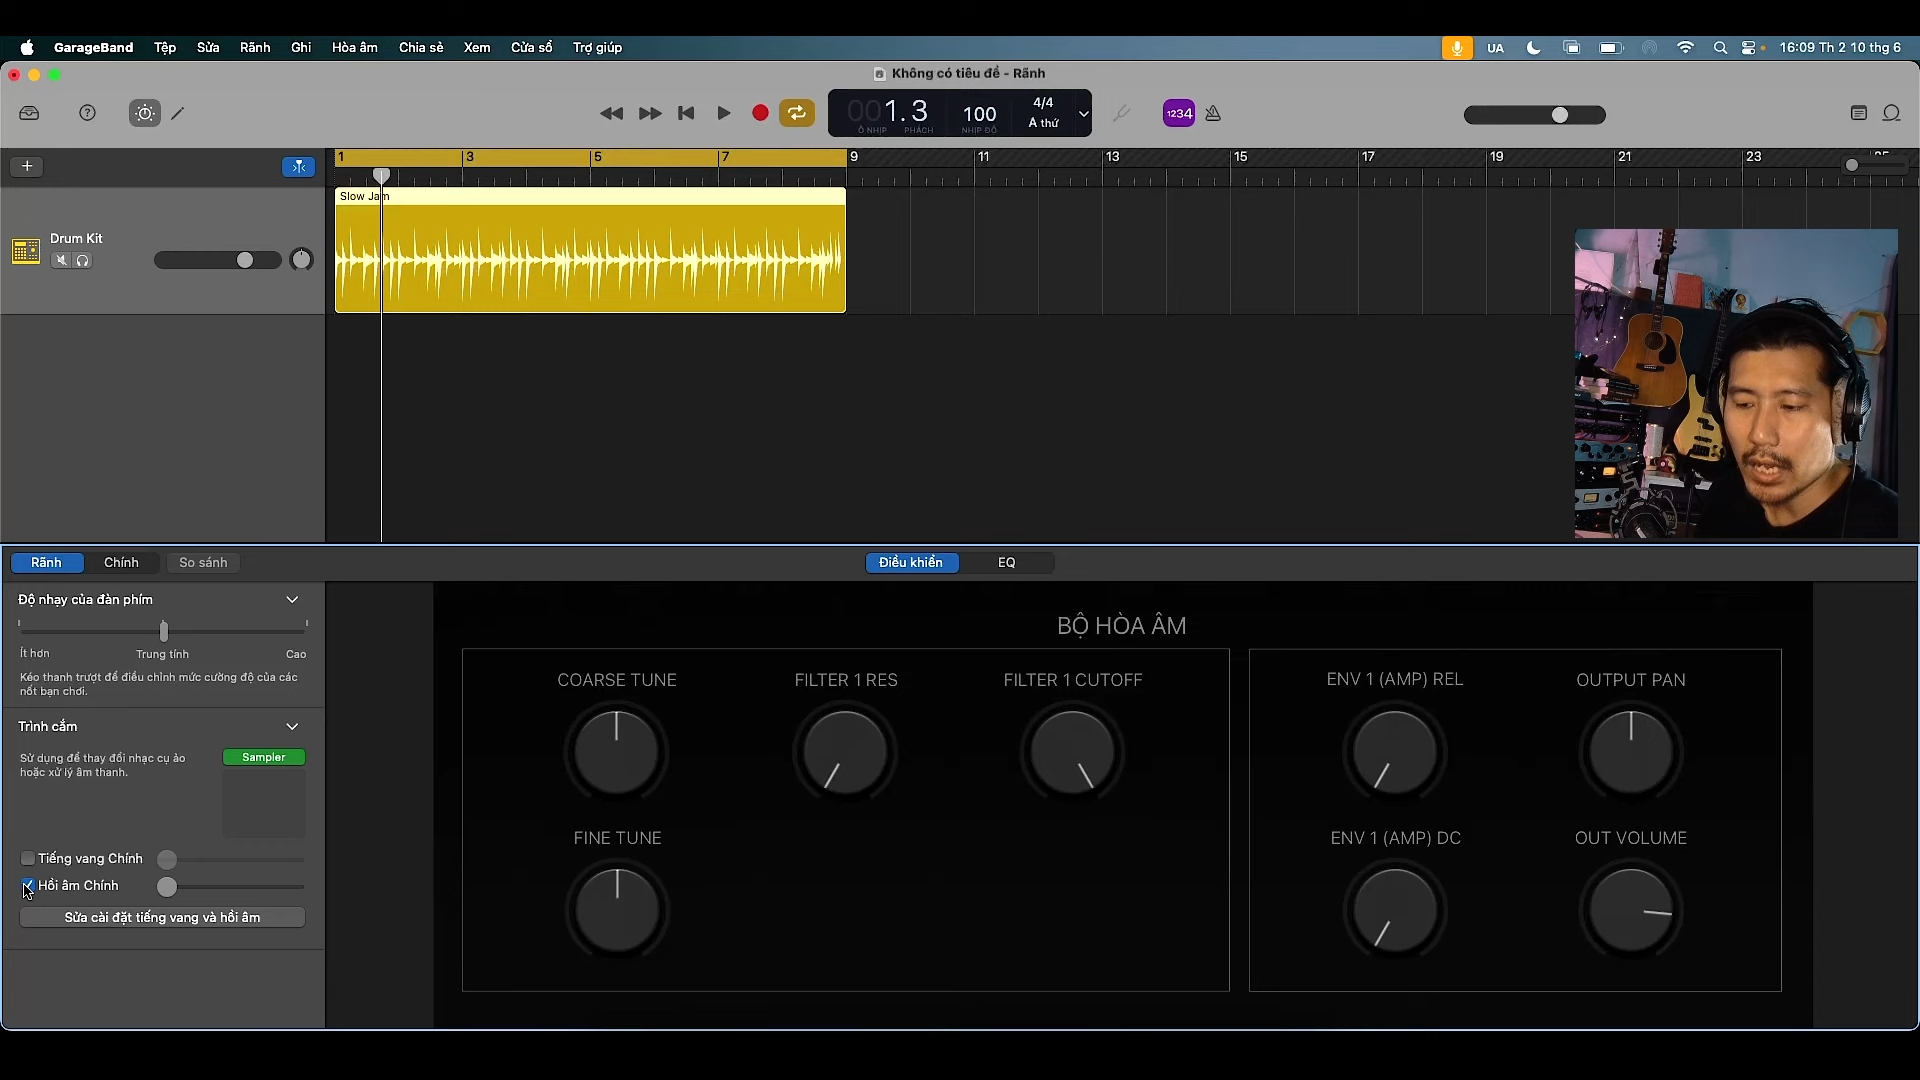 GarageBand Tệp Sửa Rãnh Ghi Hòa âm Chia sẻ Xem Cửa sổ Trợ giúp UA 16:09 Th 2 10 thg 6
Không có tiêu đề - Rãnh
001.3 100 4/4
Ô NHỊP PHÁCH NHỊP ĐỘ A thứ
1234
1 3 5 7 9 11 13 15 17 19 21 23 25
Slow Jam
Drum Kit
Rãnh Chính So sánh Điều khiển EQ
Độ nhạy của đàn phím
Ít hơn Trung tính Cao
Kéo thanh trượt để điều chỉnh mức cường độ của các
nốt bạn chơi.
Trình cắm
Sử dụng để thay đổi nhạc cụ ảo
hoặc xử lý âm thanh.
Sampler
Tiếng vang Chính
Hồi âm Chính
Sửa cài đặt tiếng vang và hồi âm
BỘ HÒA ÂM
COARSE TUNE FILTER 1 RES FILTER 1 CUTOFF ENV 1 (AMP) REL OUTPUT PAN
FINE TUNE ENV 1 (AMP) DC OUT VOLUME